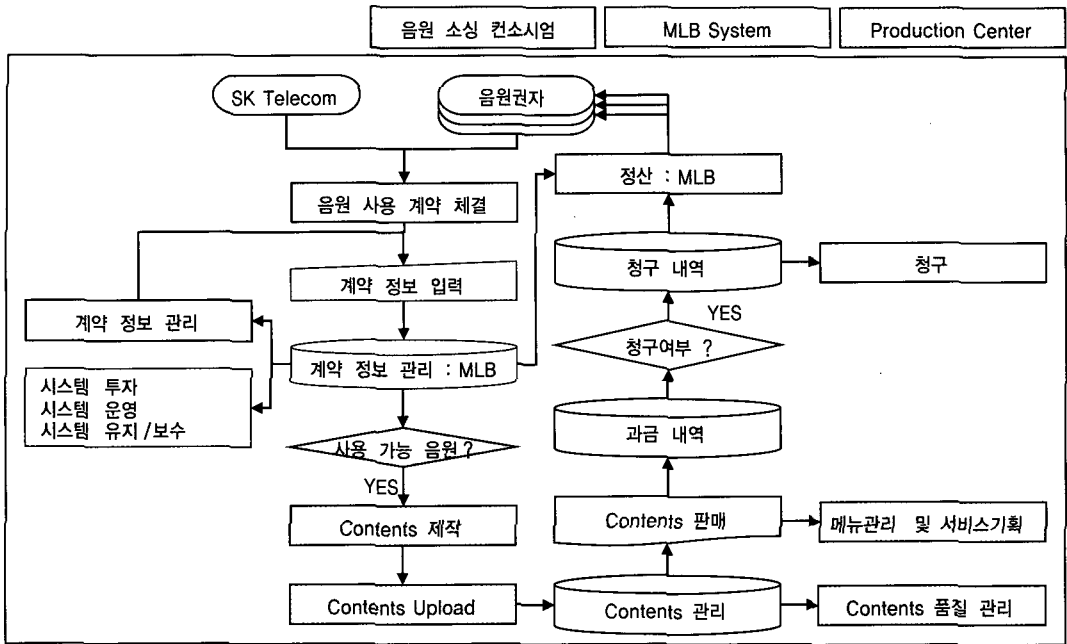 음원 소싱 컨소시엄
MLB System
Production Center
SK Telecom
음원권자
정산 : MLB
음원 사용 계약 체결
청구 내역
청구
계약 정보 입력
YES
계약 정보 관리
청구여부 ?
계약 정보 관리 : MLB
시스템 투자
시스템 운영
시스템 유지/보수
과금 내역
사용 가능 음원?
YES
Contents 제작
Contents 판매
메뉴관리 및 서비스기획
Contents Upload
Contents 관리
Contents 품질 관리